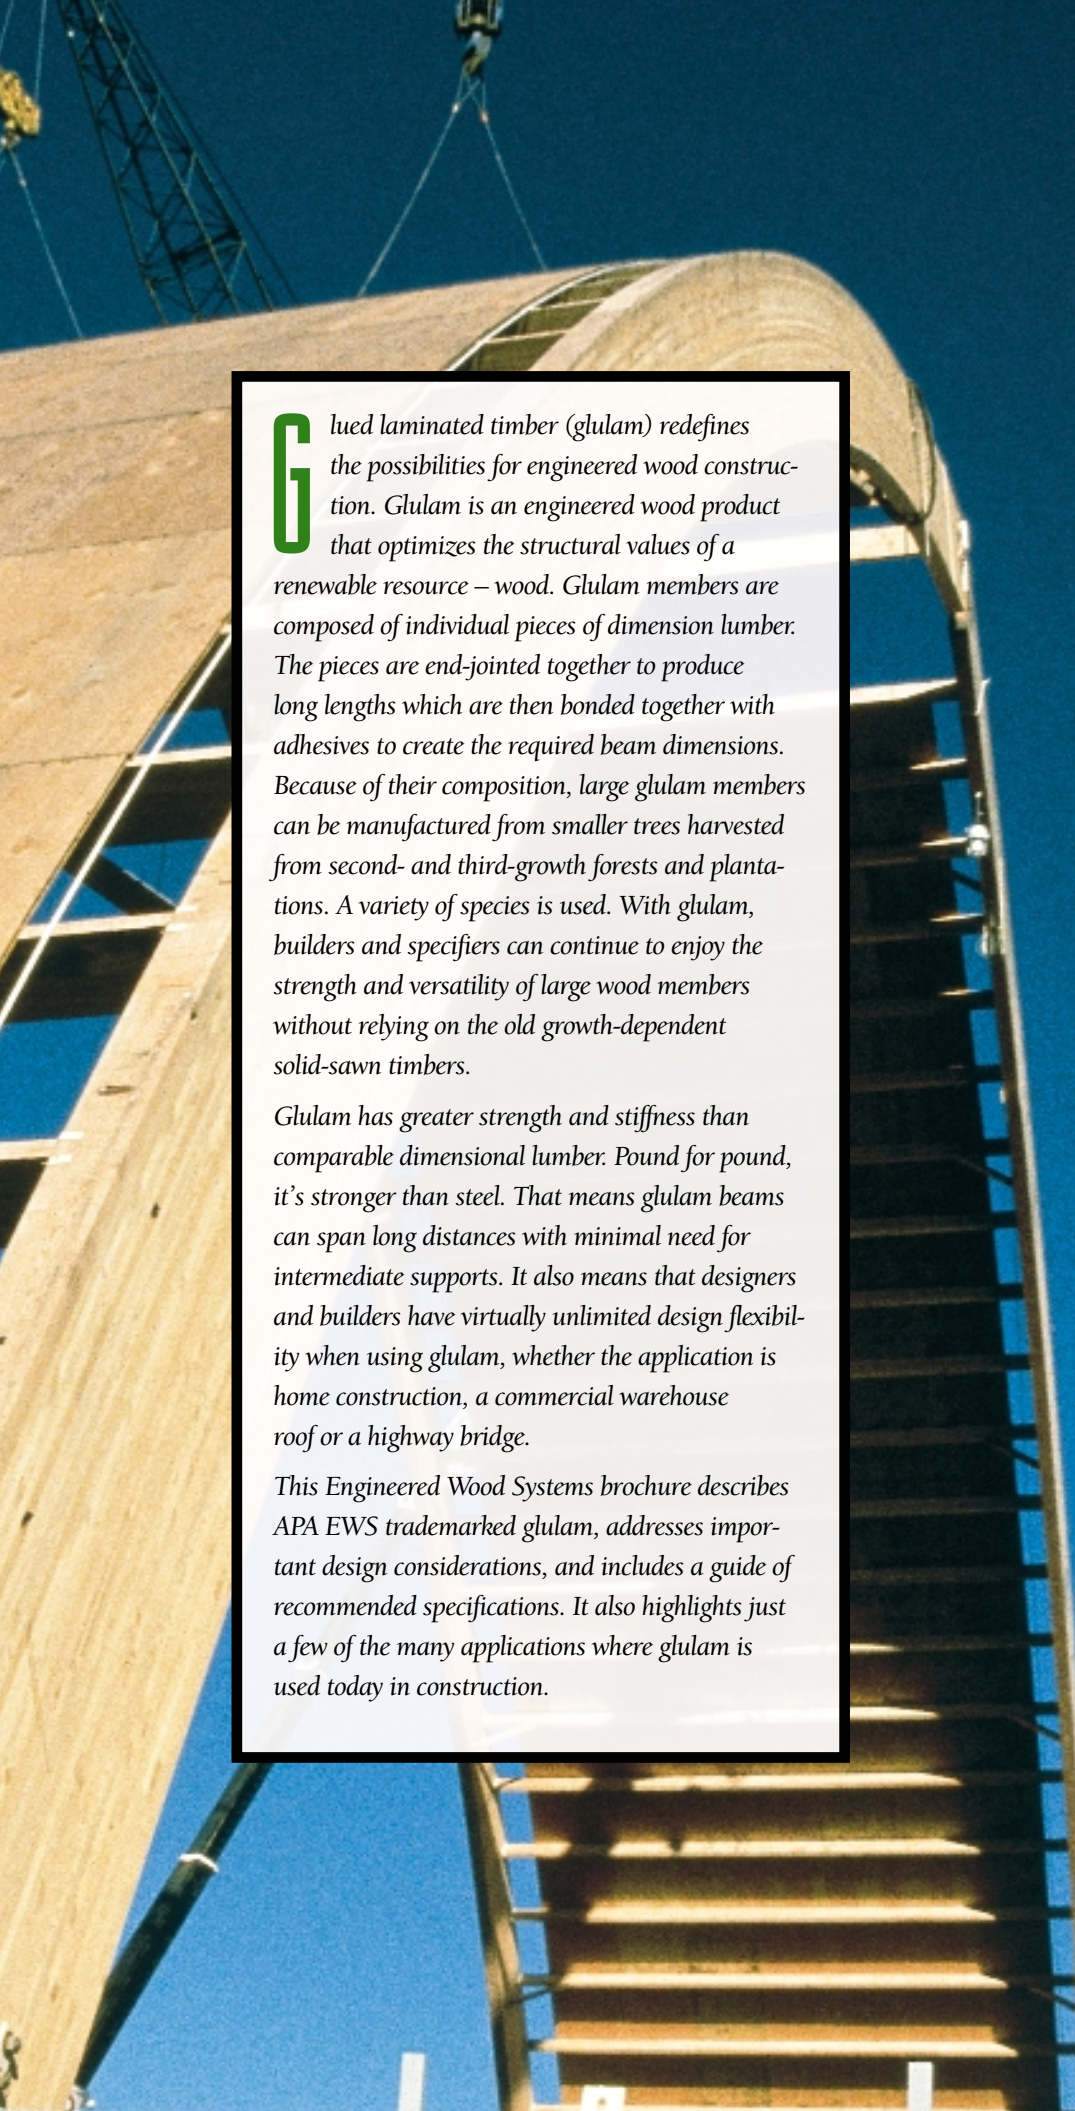 Glued laminated timber (glulam) redefines
the possibilities for engineered wood construc-
tion. Glulam is an engineered wood product
that optimizes the structural values of a
renewable resource – wood. Glulam members are
composed of individual pieces of dimension lumber.
The pieces are end-jointed together to produce
long lengths which are then bonded together with
adhesives to create the required beam dimensions.
Because of their composition, large glulam members
can be manufactured from smaller trees harvested
from second- and third-growth forests and planta-
tions. A variety of species is used. With glulam,
builders and specifiers can continue to enjoy the
strength and versatility of large wood members
without relying on the old growth-dependent
solid-sawn timbers.
Glulam has greater strength and stiffness than
comparable dimensional lumber. Pound for pound,
it’s stronger than steel. That means glulam beams
can span long distances with minimal need for
intermediate supports. It also means that designers
and builders have virtually unlimited design flexibil-
ity when using glulam, whether the application is
home construction, a commercial warehouse
roof or a highway bridge.
This Engineered Wood Systems brochure describes
APA EWS trademarked glulam, addresses impor-
tant design considerations, and includes a guide of
recommended specifications. It also highlights just
a few of the many applications where glulam is
used today in construction.